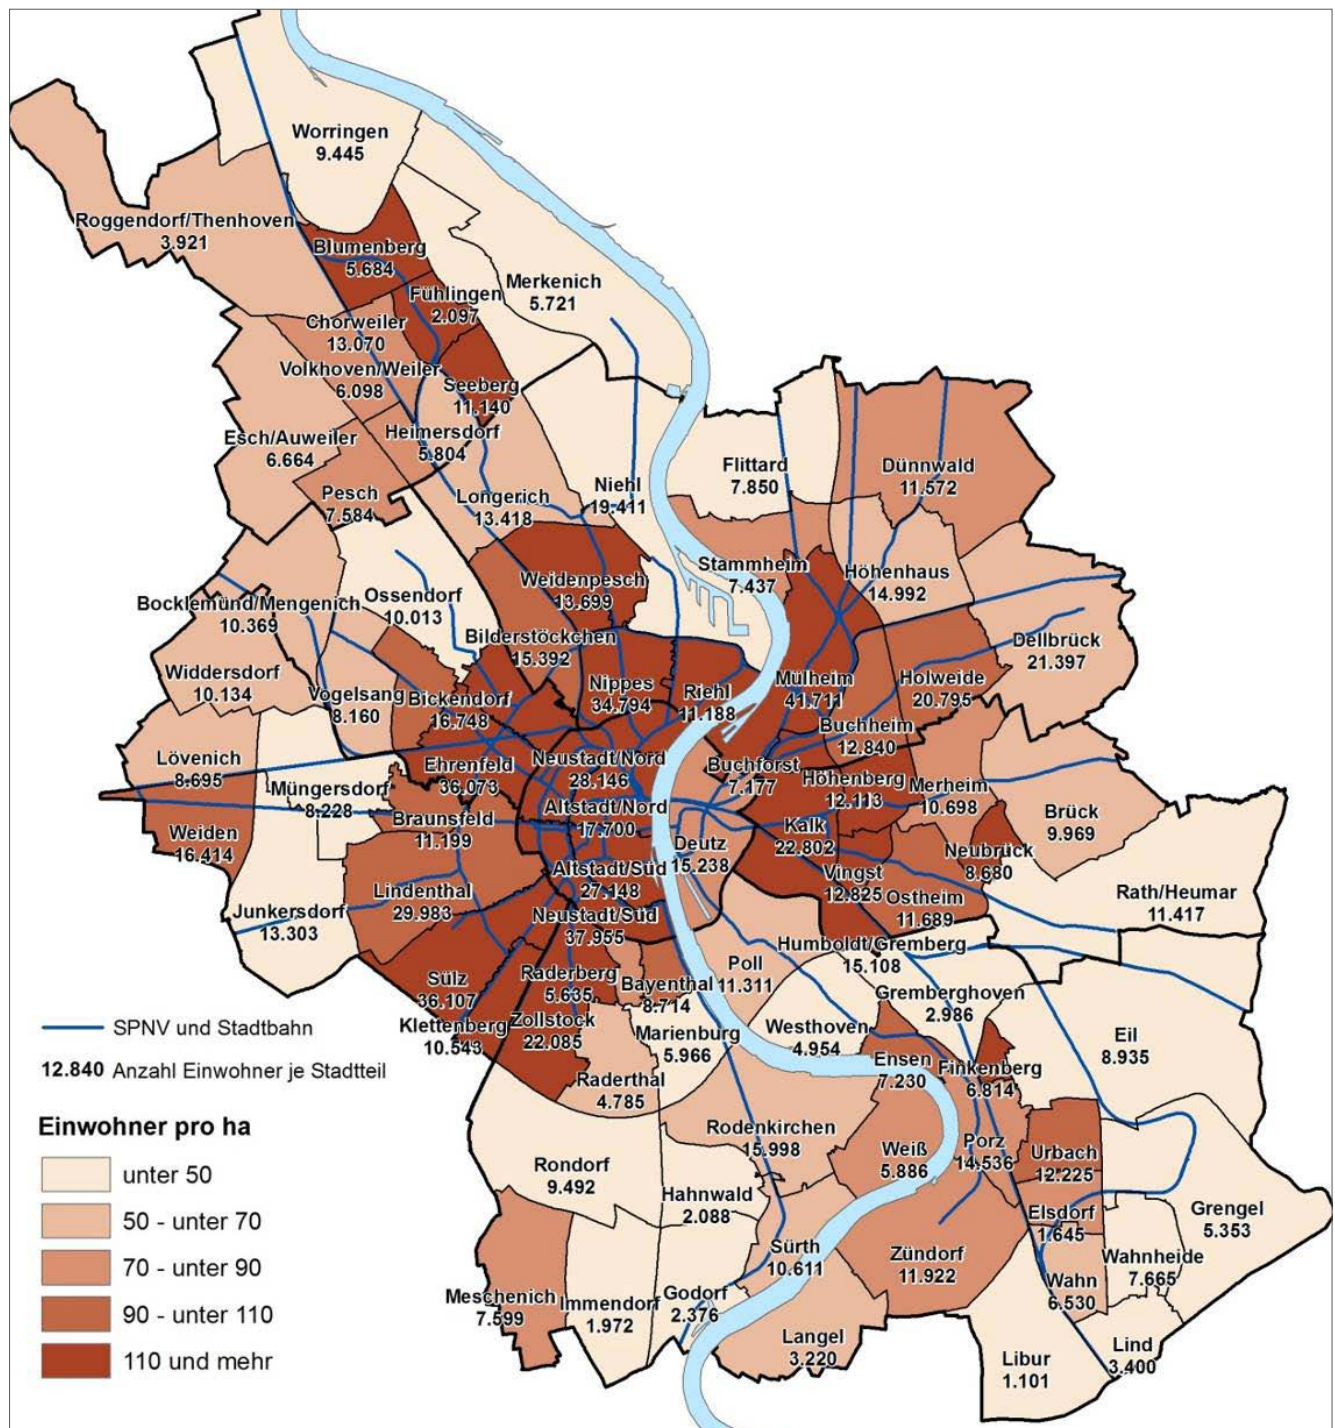 Worringen
9.445
Roggendorf/Thenhoven
3.921
Blumenberg
5.684
Merkenich
5.721
Fühlingen
2.097
Chorweiler
13.070
Volkhoven/Weiler
6.098
Seeberg
11.140
Esch/Auweiler
6.664
Heimersdorf
5.804
Pesch
7.584
Longerich
13.418
Niehl
19.411
Flittard
7.850
Dünnwald
11.572
Stammheim
7.437
Höhenhaus
14.992
Weidenpesch
13.699
Ossendorf
10.013
Bocklemünd/Mengenich
10.369
Bilderstöckchen
15.392
Dellbrück
21.397
Widdersdorf
10.134
Vogelsang
8.160
Bickendorf
16.748
Nippes
34.794
Riehl
11.188
Mülheim
41.711
Holweide
20.795
Buchheim
12.840
Lövenich
8.695
Müngersdorf
8.228
Ehrenfeld
36.073
Neustadt/Nord
28.146
Buchforst
7.177
Höhenberg
12.113
Merheim
10.698
Brück
9.969
Weiden
16.414
Braunsfeld
11.199
Altstadt/Nord
17.700
Deutz
15.238
Kalk
22.802
Neubrück
8.680
Altstadt/Süd
27.148
Vingst
12.825
Ostheim
11.689
Rath/Heumar
11.417
Lindenthal
29.983
Junkersdorf
13.303
Neustadt/Süd
37.955
Humboldt/Gremberg
15.108
Poll
11.311
Sülz
36.107
Raderberg
5.635
Bayenthal
8.714
Gremberghoven
2.986
Klettenberg
10.543
Zollstock
22.085
Marienburg
5.966
Westhoven
4.954
Eil
8.935
Ensen
7.230
Finkenberg
6.814
Raderthal
4.785
Rodenkirchen
15.998
Weiß
5.886
Porz
14.536
Urbach
12.225
Rondorf
9.492
Hahnwald
2.088
Elsdorf
1.645
Grengel
5.353
Sürth
10.611
Zündorf
11.922
Wahnheide
7.665
Wahn
6.530
Meschenich
7.599
Immendorf
1.972
Godorf
2.376
Langel
3.220
Libur
1.101
Lind
3.400
SPNV und Stadtbahn
12.840 Anzahl Einwohner je Stadtteil
Einwohner pro ha
unter 50
50 - unter 70
70 - unter 90
90 - unter 110
110 und mehr